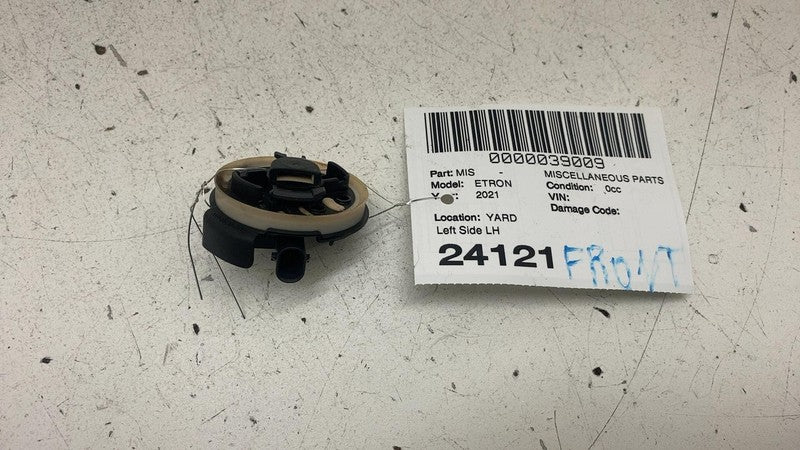 0000039009
Part: MIS - MISCELLANEOUS PARTS
Model: ETRON Condition: 0cc
2021 VIN:
Damage Code:
Location: YARD
Left Side LH
24121 FRONT